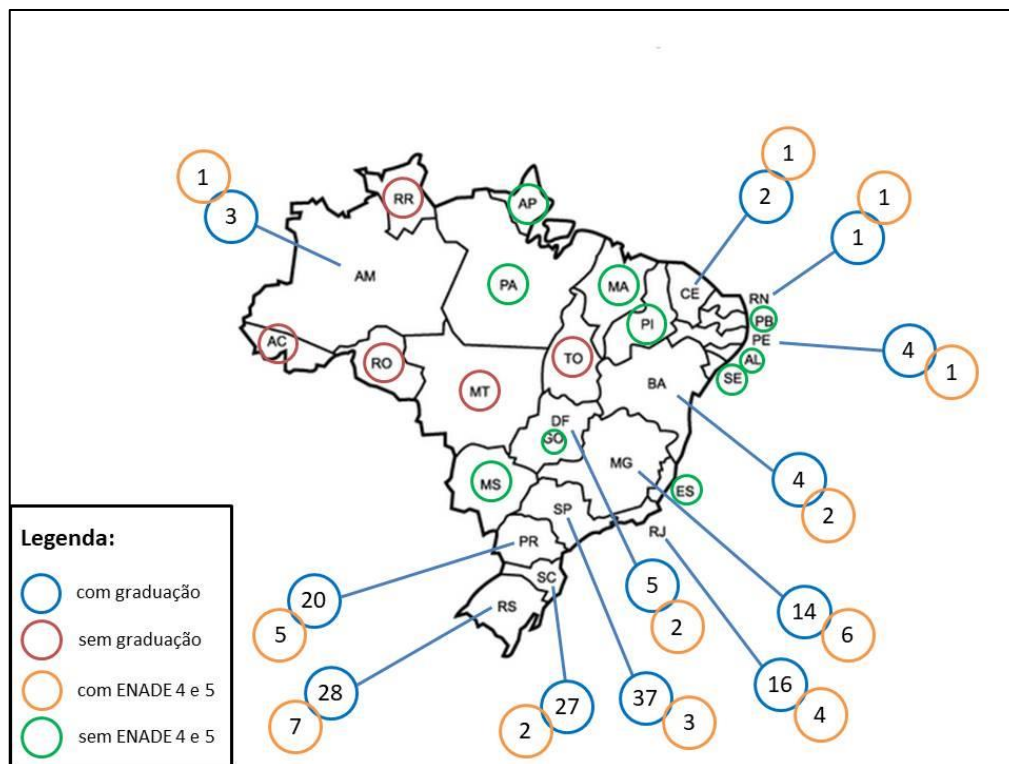 1
1
RR
AP
3
2
1
AM
PA
MA
CE
1
RN
PI
PB
AC
PE
RO
TO
4
AL
MT
BA
SE
1
DF
GO
MG
MS
4
ES
SP
2
Legenda:
RJ
PR
com graduação
SC
5
20
RS
14
sem graduação
5
2
6
com ENADE 4 e 5
28
27
37
16
7
2
3
4
sem ENADE 4 e 5